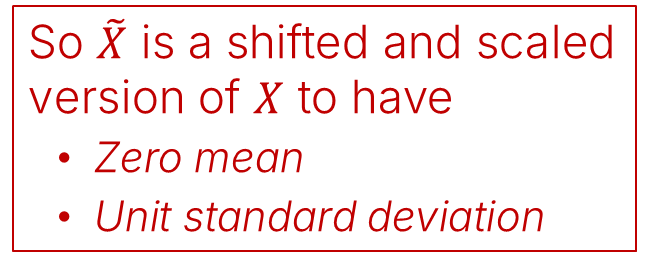 So X̃ is a shifted and scaled
version of X to have
• Zero mean
• Unit standard deviation